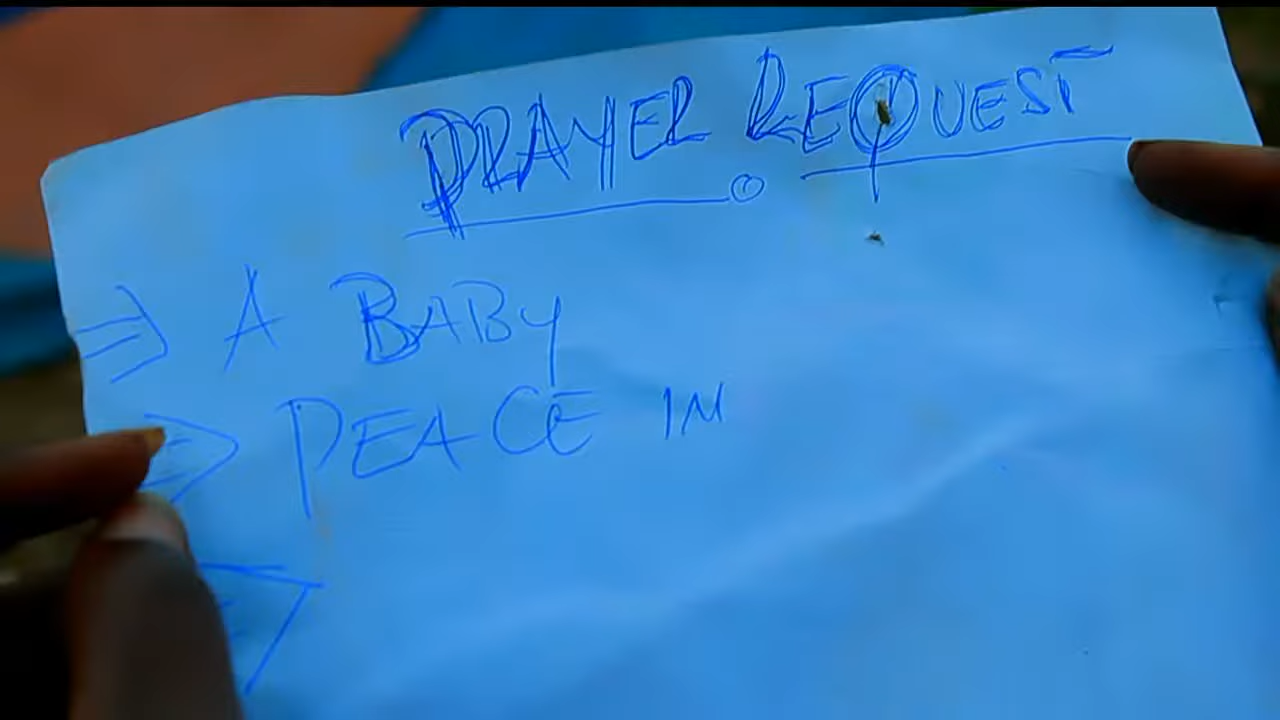 PRAYER REQUEST
⇒ A BABY
⇒ PEACE IN
⇒